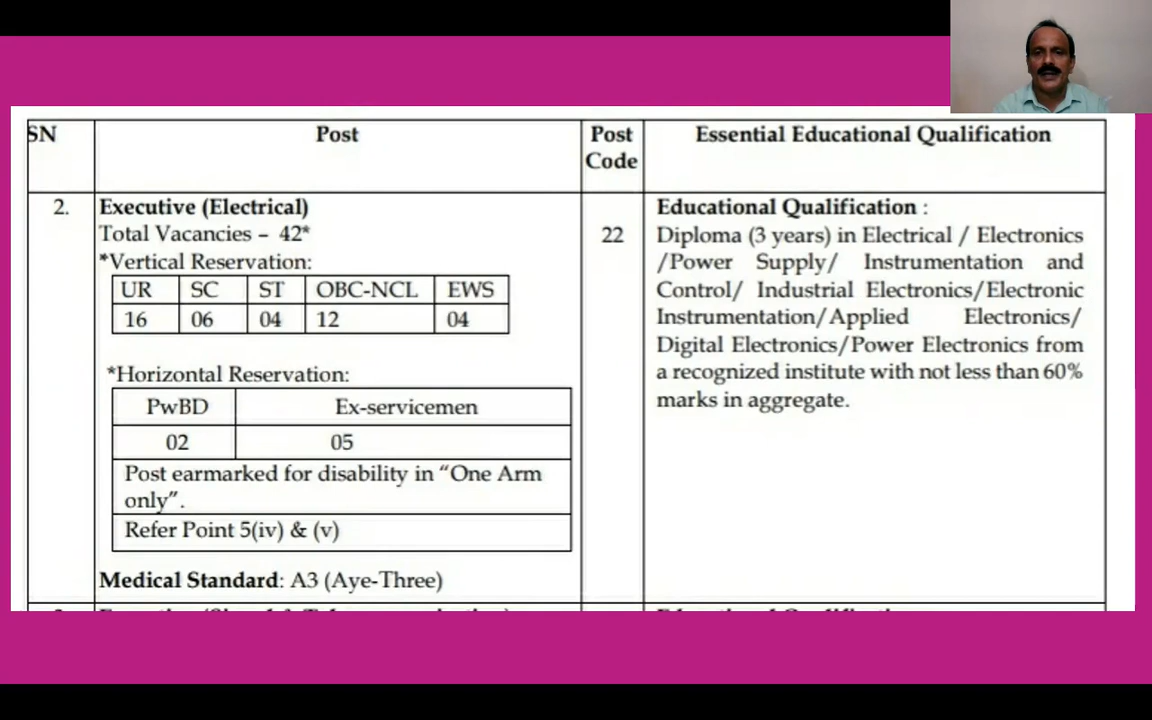 SN Post Post Code Essential Educational Qualification
2. Executive (Electrical)
Total Vacancies – 42*
*Vertical Reservation:
UR SC ST OBC-NCL EWS
16 06 04 12 04
*Horizontal Reservation:
PwBD Ex-servicemen
02 05
Post earmarked for disability in “One Arm
only”.
Refer Point 5(iv) & (v)
Medical Standard: A3 (Aye-Three)
22
Educational Qualification :
Diploma (3 years) in Electrical / Electronics
/Power Supply/ Instrumentation and
Control/ Industrial Electronics/Electronic
Instrumentation/Applied Electronics/
Digital Electronics/Power Electronics from
a recognized institute with not less than 60%
marks in aggregate.